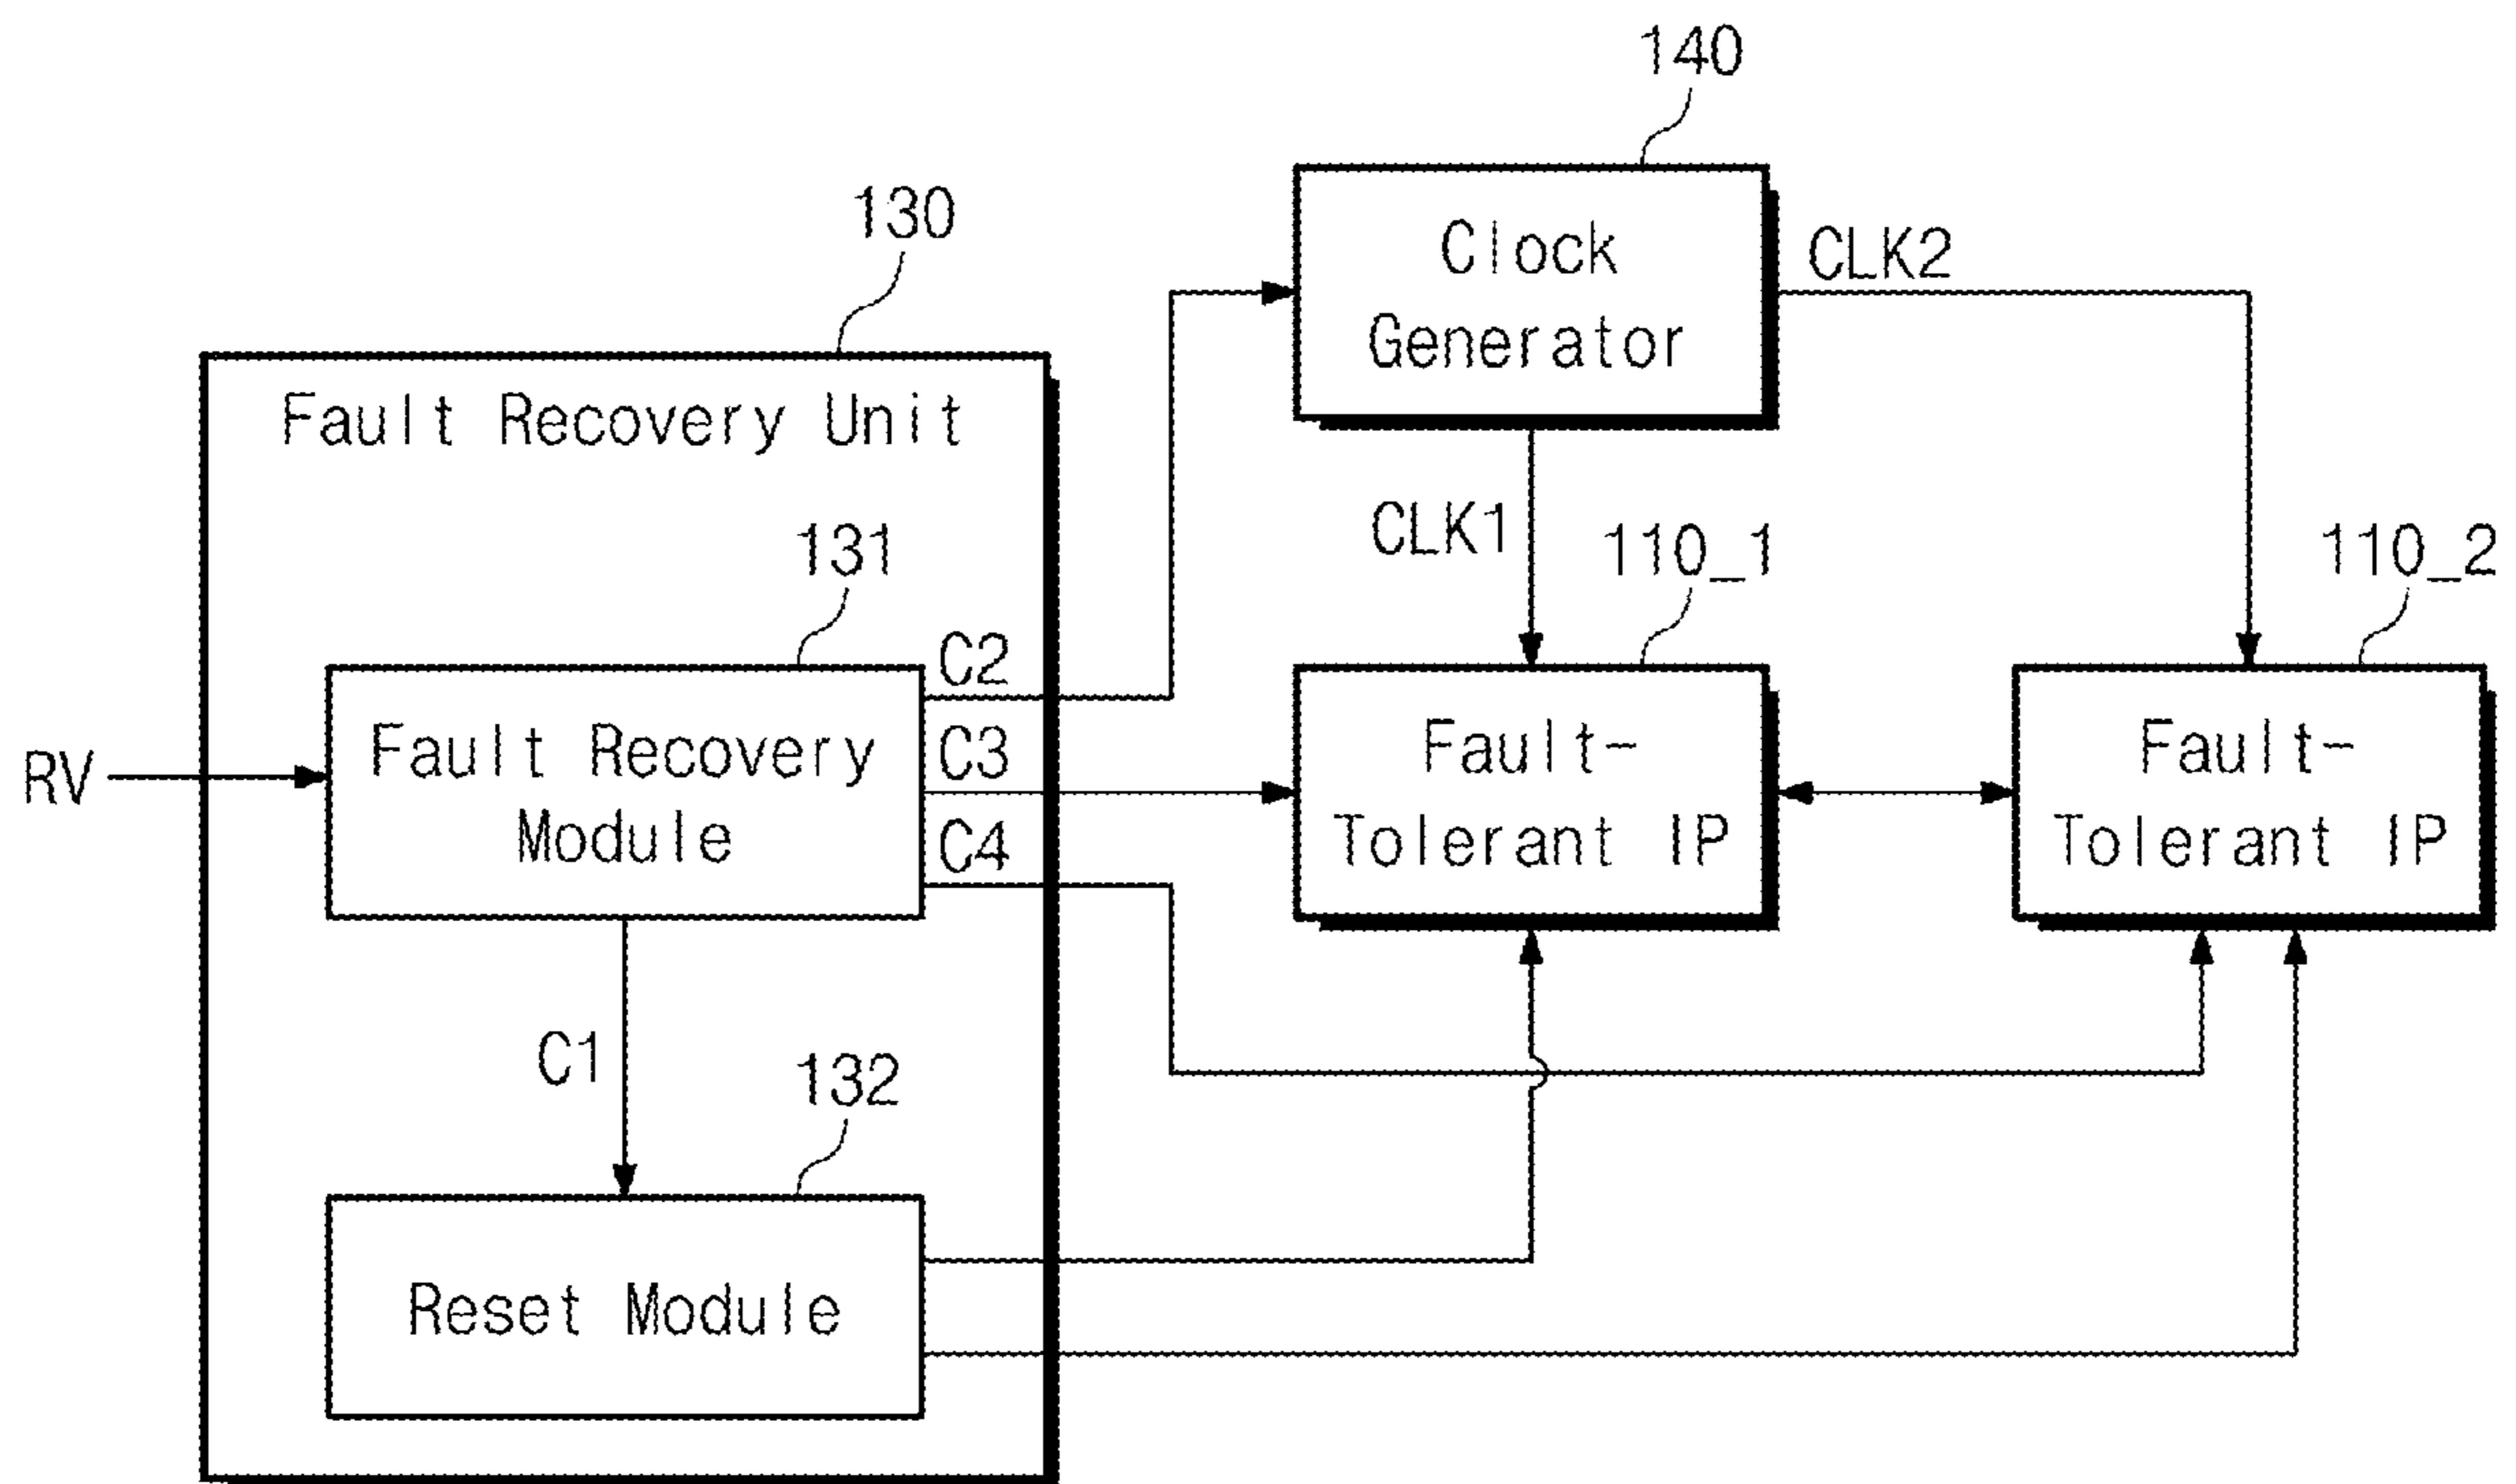 140
130
Clock
Generator
CLK2
Fault Recovery Unit
CLK1
131
110_1
110_2
C2
RV
Fault Recovery
Module
C3
C4
Fault-
Tolerant IP
Fault-
Tolerant IP
C1
132
Reset Module